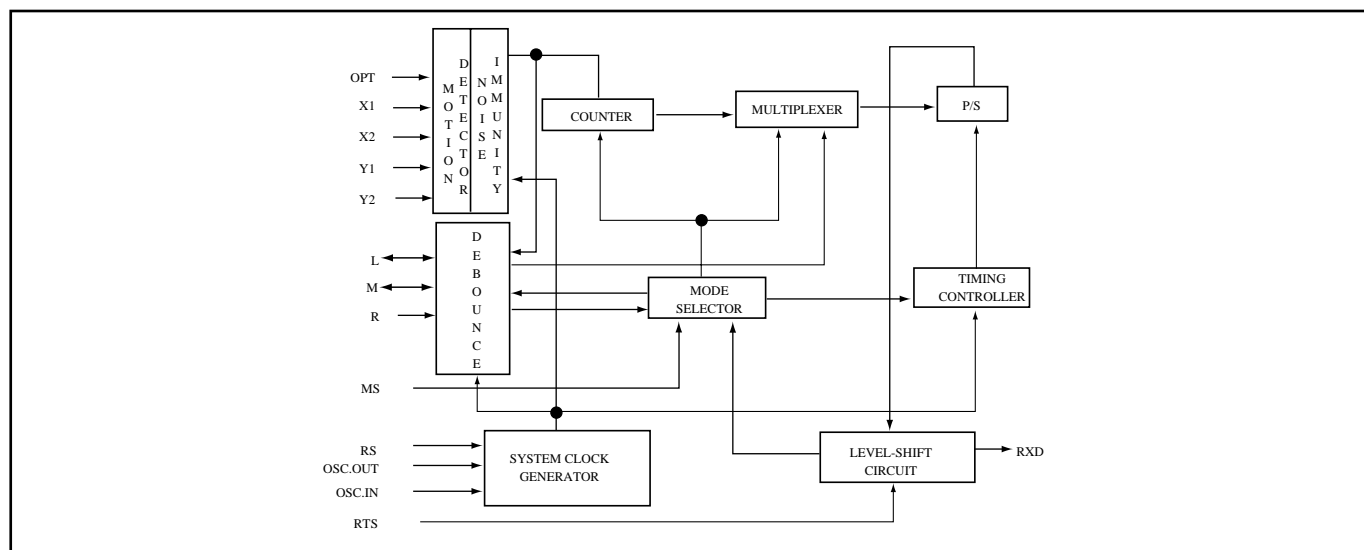 OPT
X1
X2
Y1
Y2
MOTION
DETECTOR
NOISE
IMMUNITY
COUNTER
MULTIPLEXER
P/S
L
M
R
DEBOUNCE
MODE
SELECTOR
TIMING
CONTROLLER
MS
RS
OSC.OUT
OSC.IN
RTS
SYSTEM CLOCK
GENERATOR
LEVEL-SHIFT
CIRCUIT
RXD